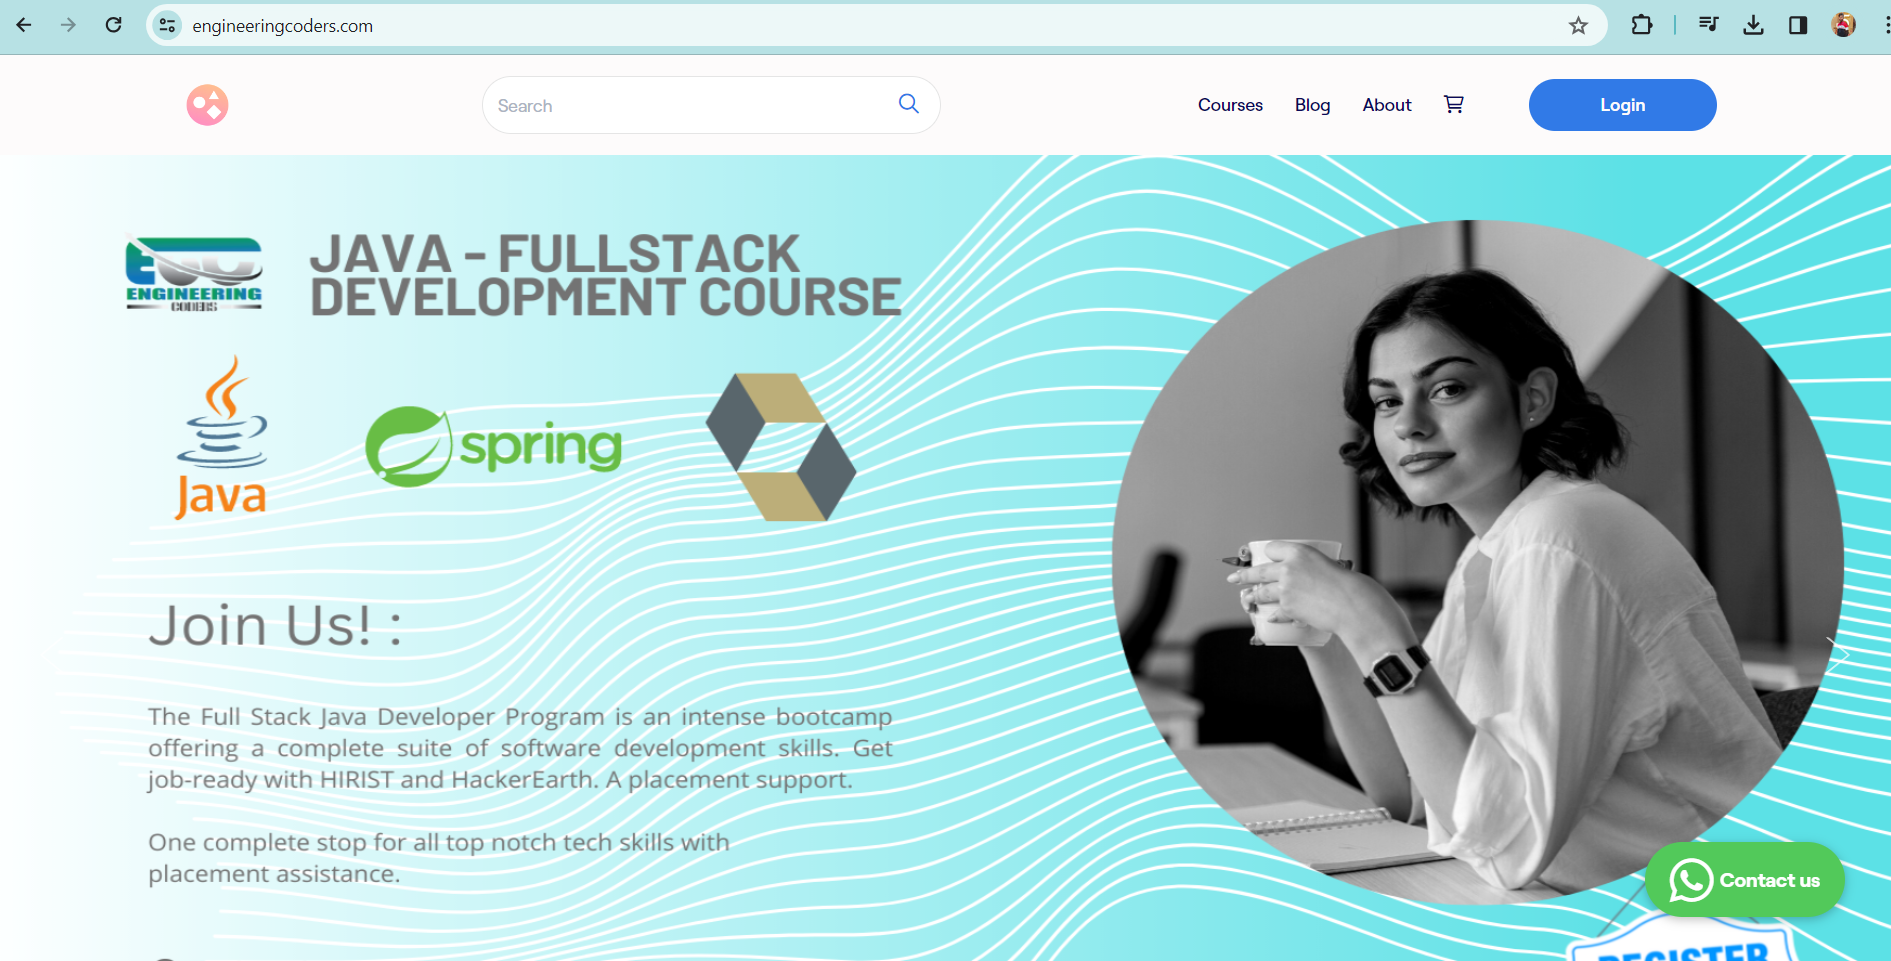 engineeringcoders.com
Search
Courses Blog About
Login
ENGINEERING
CODERS
JAVA - FULLSTACK
DEVELOPMENT COURSE
Java
spring
Join Us! :
The Full Stack Java Developer Program is an intense bootcamp
offering a complete suite of software development skills. Get
job-ready with HIRIST and HackerEarth. A placement support.
One complete stop for all top notch tech skills with
placement assistance.
Contact us
REGISTER